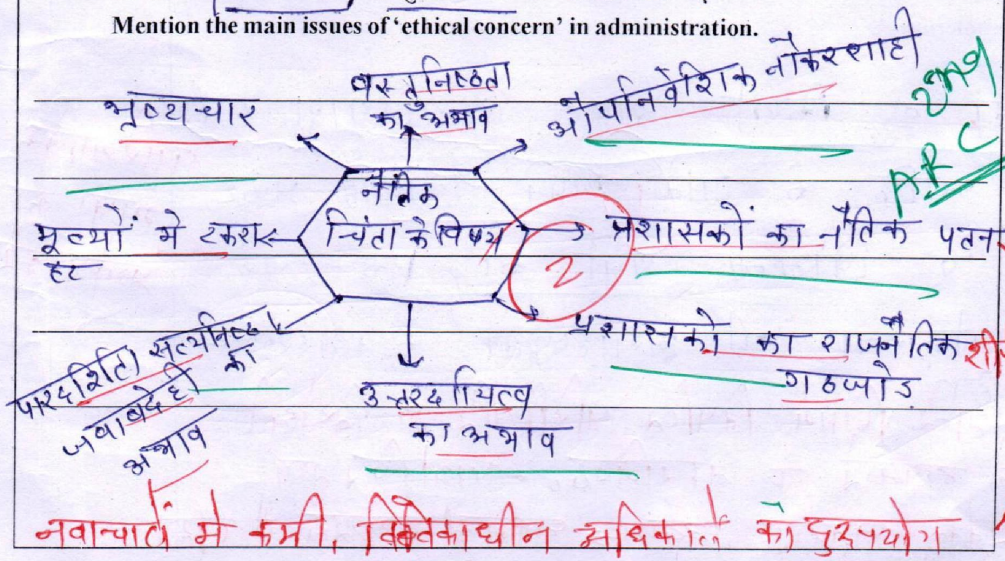 Mention the main issues of ‘ethical concern’ in administration.
वस्तुनिष्ठता
का अभाव
औपनिवेशिक नौकरशाही
भ्रष्टाचार
ARC
नैतिक
चिंता के विषय
मूल्यों में टकराहट
2
प्रशासकों का नैतिक पतन
प्रशासकों का राजनैतिक
गठजोड
पारदर्शिता सत्यनिष्ठा
जवाबदेही की
अभाव
उत्तरदायित्व
का अभाव
नवाचारों में कमी, विवेकाधीन अधिकारों का दुरूपयोग